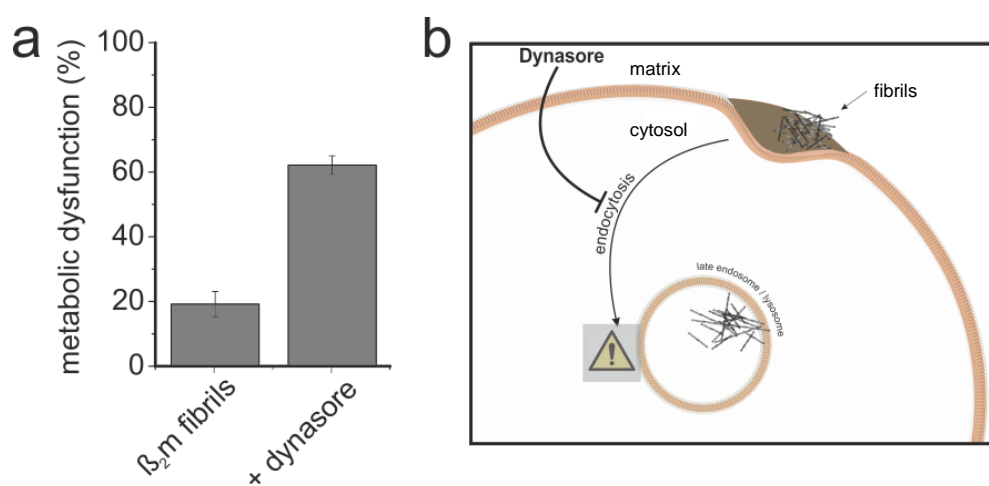 a
metabolic dysfunction (%)
100
80
60
40
20
0
ß₂m fibrils
+ dynasore
b
Dynasore
matrix
fibrils
cytosol
endocytosis
late endosome / lysosome
!